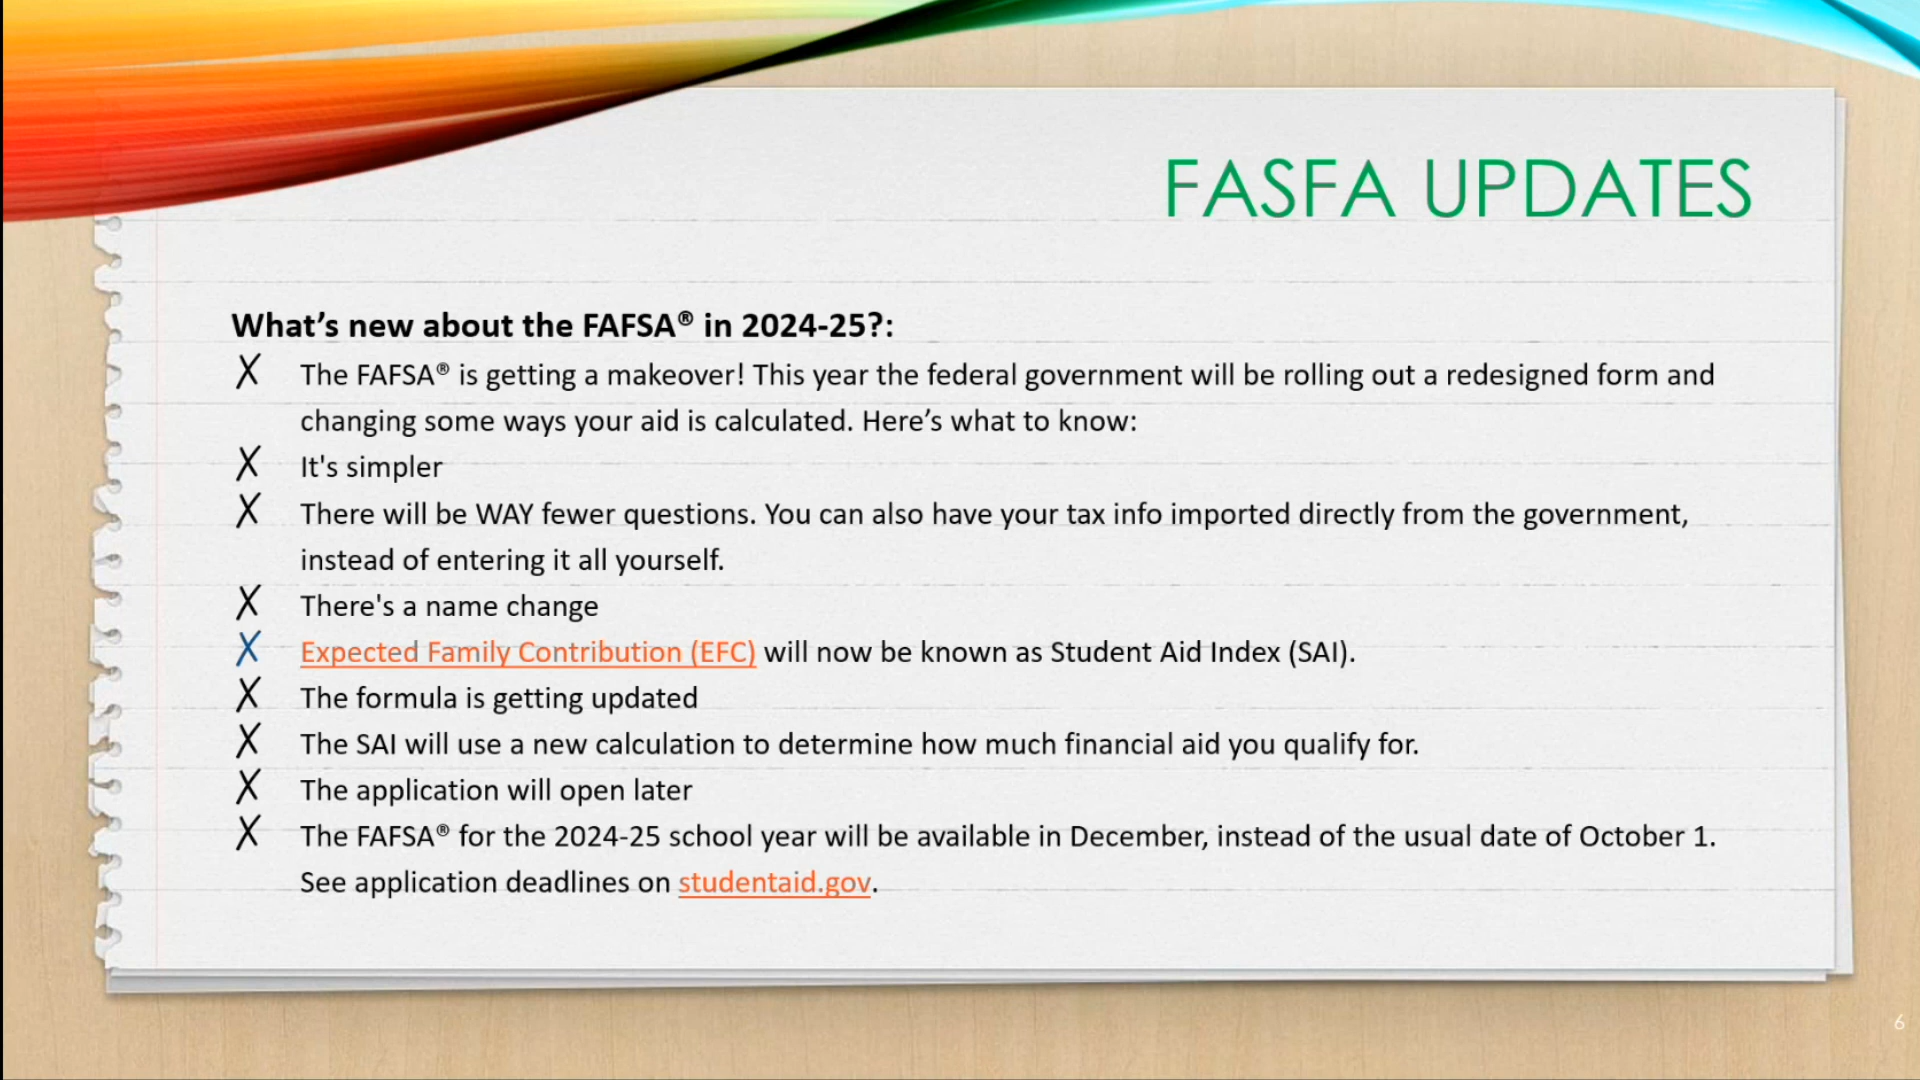 FASFA UPDATES
What’s new about the FAFSA® in 2024-25?:
The FAFSA® is getting a makeover! This year the federal government will be rolling out a redesigned form and
changing some ways your aid is calculated. Here’s what to know:
It's simpler
There will be WAY fewer questions. You can also have your tax info imported directly from the government,
instead of entering it all yourself.
There's a name change
Expected Family Contribution (EFC) will now be known as Student Aid Index (SAI).
The formula is getting updated
The SAI will use a new calculation to determine how much financial aid you qualify for.
The application will open later
The FAFSA® for the 2024-25 school year will be available in December, instead of the usual date of October 1.
See application deadlines on studentaid.gov.
6